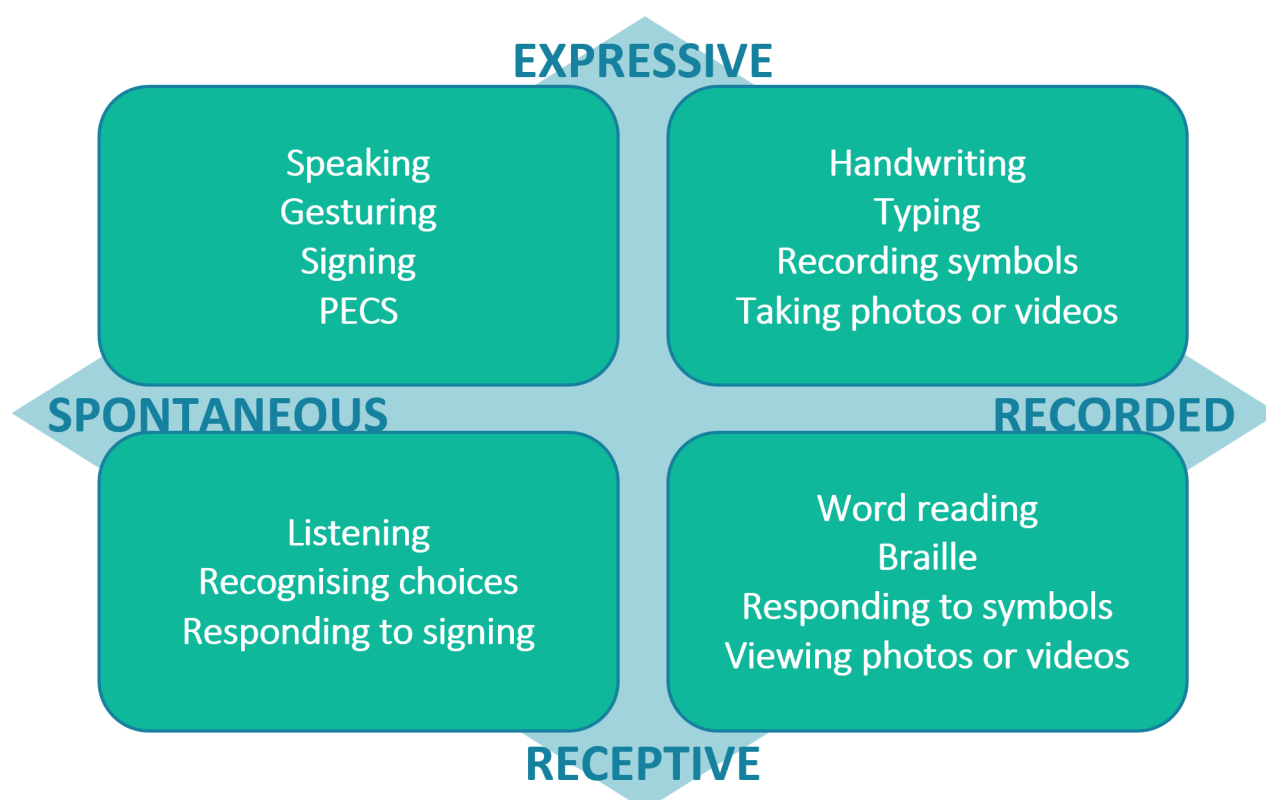 EXPRESSIVE
Speaking
Gesturing
Signing
PECS
Handwriting
Typing
Recording symbols
Taking photos or videos
SPONTANEOUS
RECORDED
Listening
Recognising choices
Responding to signing
Word reading
Braille
Responding to symbols
Viewing photos or videos
RECEPTIVE